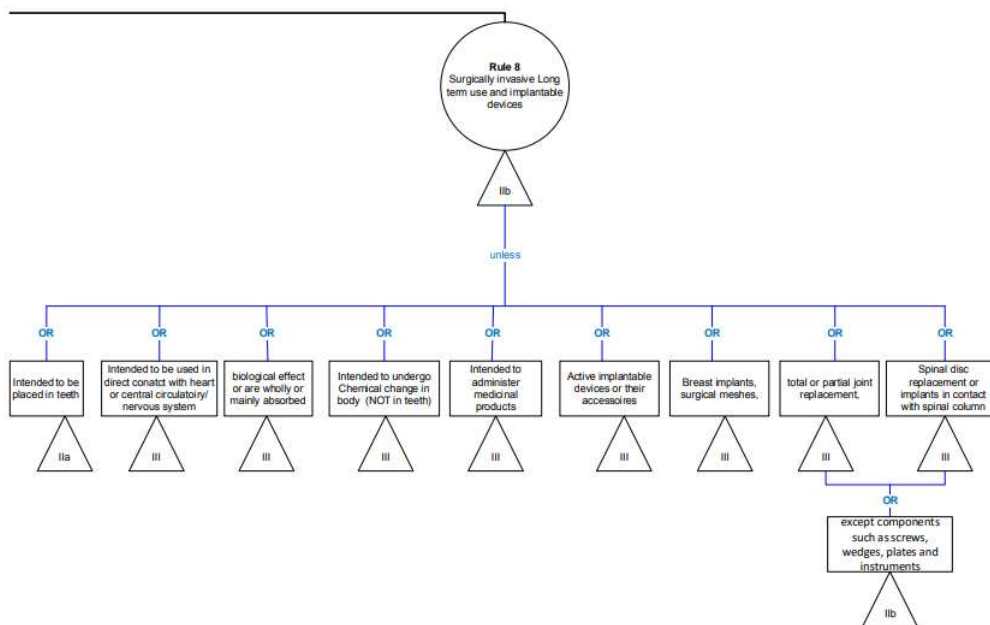 Rule 8
Surgically invasive Long
term use and implantable
devices
IIb
unless
OR
OR
OR
OR
OR
OR
OR
OR
OR
Intended to be
placed in teeth
Intended to be used in
direct conatct with heart
or central circulatory/
nervous system
biological effect
or are wholly or
mainly absorbed
Intended to undergo
Chemical change in
body (NOT in teeth)
Intended to
administer
medicinal
products
Active implantable
devices or their
accessoires
Breast implants,
surgical meshes,
total or partial joint
replacement,
Spinal disc
replacement or
implants in contact
with spinal column
IIa
III
III
III
III
III
III
III
III
OR
except components
such as screws,
wedges, plates and
instruments
IIb